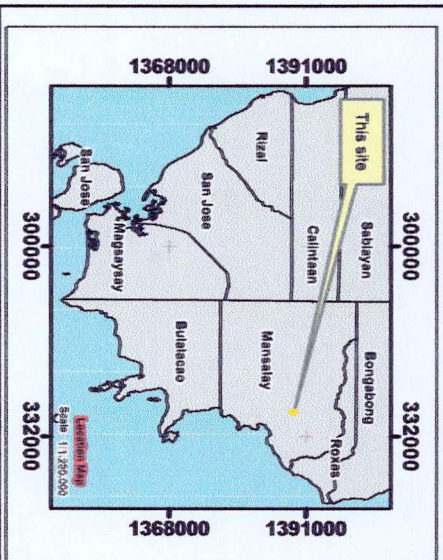 300000 332000
Sablayan
Bongabong
This site
Roxas
1391000 1391000
Calintaan
Mansalay
Rizal
San Jose
Bulalacao
1368000 1368000
Magsaysay
San Jose
Location Map
Scale 1:1,250,000
300000 332000